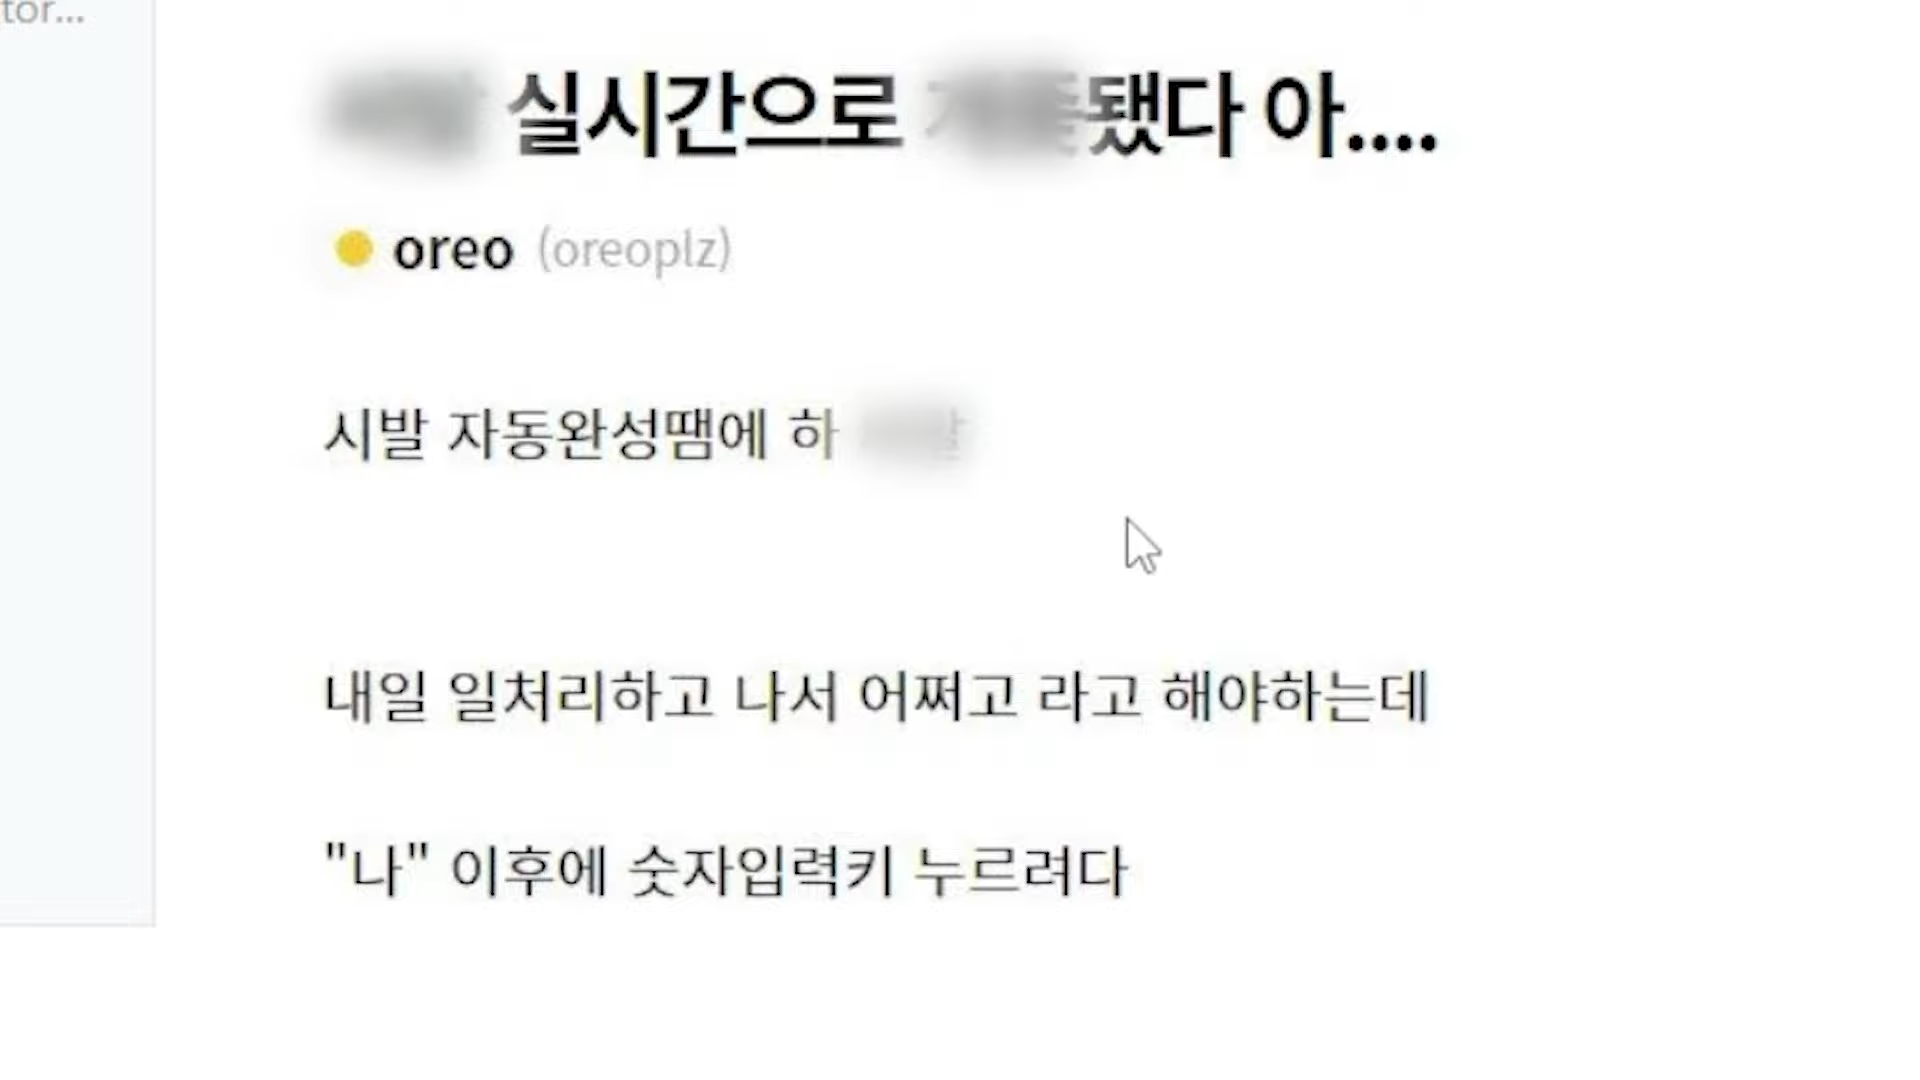 tor...
실시간으로 됐다 아....
oreo (oreoplz)
시발 자동완성땜에 하
내일 일처리하고 나서 어쩌고 라고 해야하는데
"나" 이후에 숫자입력키 누르려다